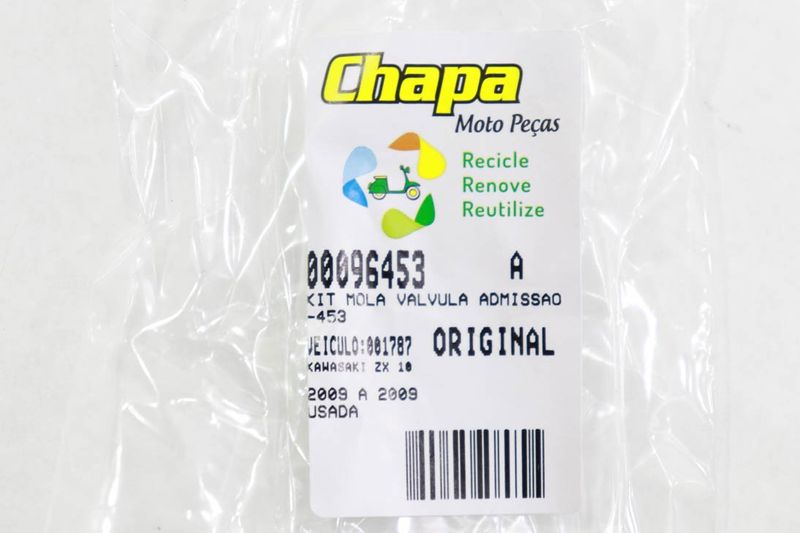 Chapa
Moto Peças
Recicle
Renove
Reutilize
00096453 A
KIT MOLA VALVULA ADMISSAO
-453
VEICULO:001787 ORIGINAL
KAWASAKI ZX 10
2009 A 2009
USADA